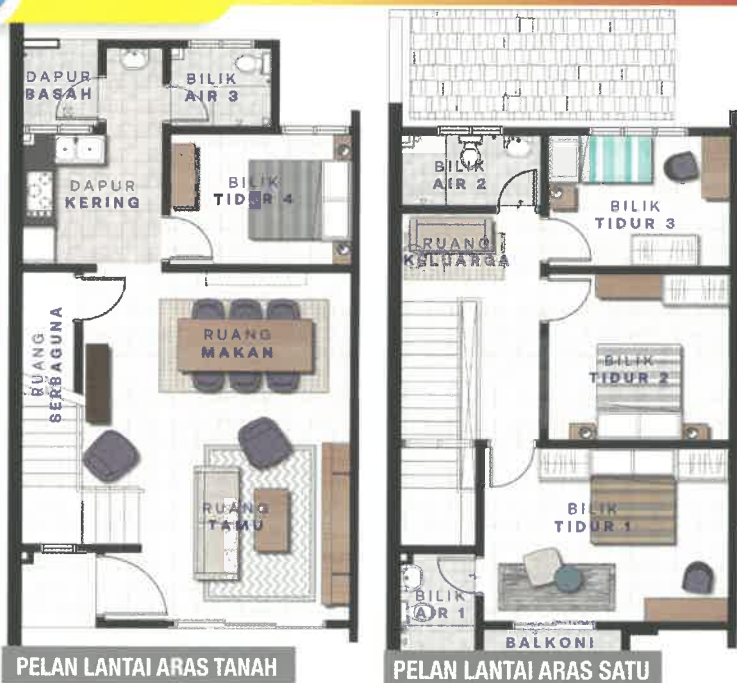 DAPUR
BASAH
BILIK
AIR 3
DAPUR
KERING
BILIK
TIDUR 4
RUANG
SERBAGUNA
RUANG
MAKAN
RUANG
TAMU
PELAN LANTAI ARAS TANAH
BILIK
AIR 2
BILIK
TIDUR 3
RUANG
KELUARGA
BILIK
TIDUR 2
BILIK
TIDUR 1
BILIK
AIR 1
BALKONI
PELAN LANTAI ARAS SATU